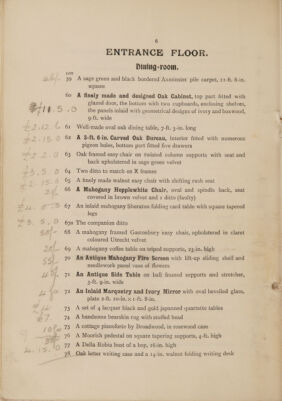 6
ENTRANCE FLOOR.
Dining-room.
LOT
59 A sage green and black bordered Axminster pile carpet, 11-ft. 6-in.
square
60 A finely made and designed Oak Cabinet, top part fitted with
glazed door, the bottom with two cupboards, enclosing shelves,
the panels inlaid with geometrical designs of ivory and boxwood,
9-ft. wide
£11.5.0
61 Well-made oval oak dining table, 7-ft. 3-in. long
62 A 5-ft. 6-in. Carved Oak Bureau, interior fitted with numerous
pigeon holes, bottom part fitted five drawers
63 Oak framed easy chair on twisted column supports with seat and
back upholstered in sage green velvet
64 Two ditto to match on X frames
65 A finely made walnut easy chair with shifting rush seat
66 A Mahogany Hepplewhite Chair, oval and spindle back, seat
covered in brown velvet and 1 ditto (faulty)
67 An inlaid mahogany Sheraton folding card table with square tapered
legs
67a The companion ditto
68 A mahogany framed Gainsboro easy chair, upholstered in claret
coloured Utrecht velvet
69 A mahogany coffee table on tripod supports, 23-in. high
70 An Antique Mahogany Fire Screen with lift-up sliding shelf and
needlework panel vase of flowers
71 An Antique Side Table on ball framed supports and stretcher,
3-ft. 9-in. wide
72 An Inlaid Marquetry and Ivory Mirror with oval bevelled glass,
plate 2-ft. 10-in. x 1-ft. 8-in.
73 A set of 4 lacquer black and gold japanned quartette tables
74 A handsome bearskin rug with stuffed head
75 A cottage pianoforte by Broadwood, in rosewood case
76 A Moorish pedestal on square tapering supports, 4-ft. high
77 A Della Robia bust of a boy, 16-in. high
78 Oak letter writing case and a 14-in. walnut folding writing desk